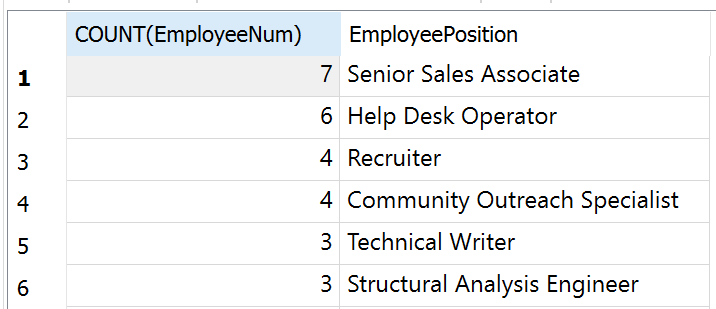 COUNT(EmployeeNum) EmployeePosition
1 7 Senior Sales Associate
2 6 Help Desk Operator
3 4 Recruiter
4 4 Community Outreach Specialist
5 3 Technical Writer
6 3 Structural Analysis Engineer